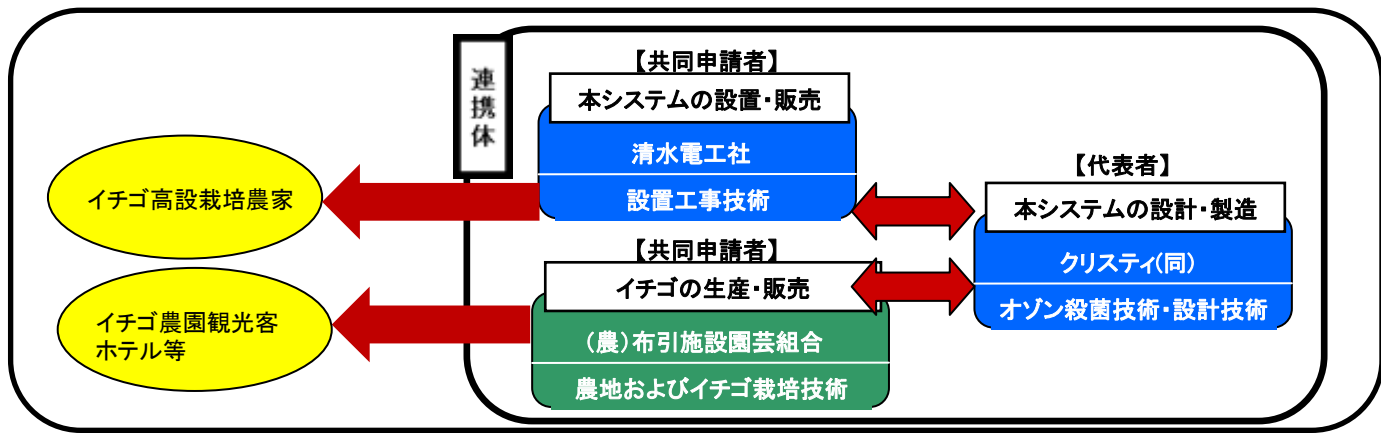 連携体
【共同申請者】
本システムの設置・販売
清水電工社
設置工事技術
【代表者】
本システムの設計・製造
クリスティ(同)
オゾン殺菌技術・設計技術
イチゴ高設栽培農家
【共同申請者】
イチゴの生産・販売
(農)布引施設園芸組合
農地およびイチゴ栽培技術
イチゴ農園観光客
ホテル等